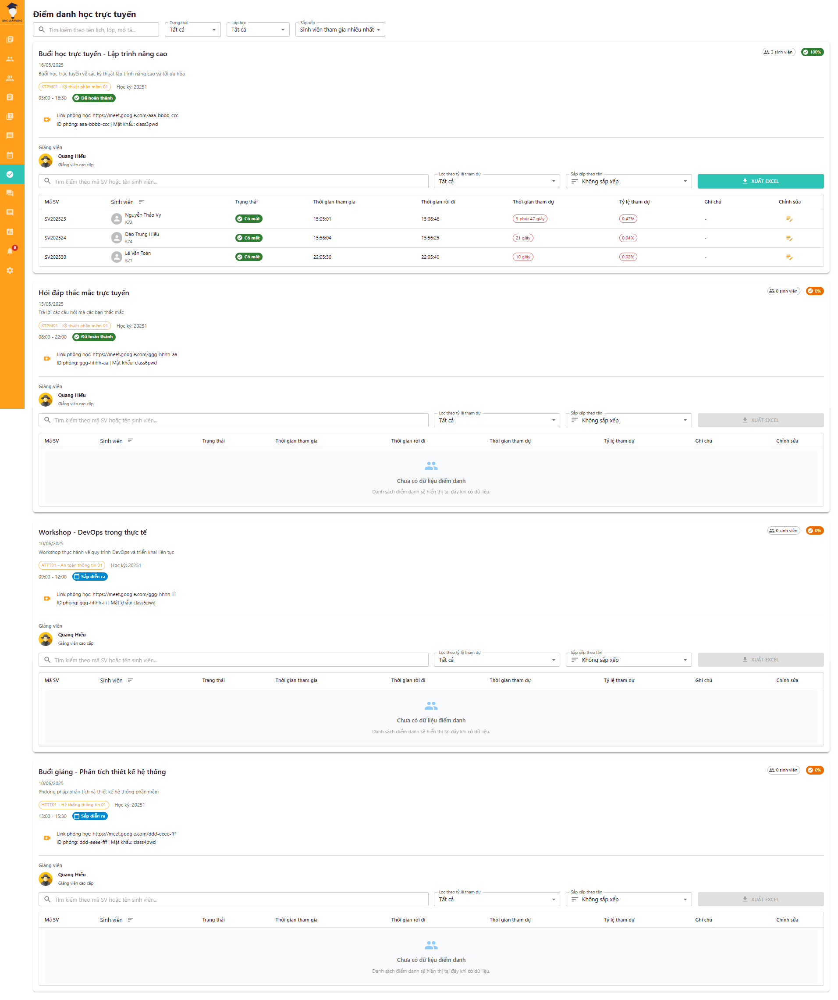 DNC LEARNING
8
Điểm danh học trực tuyến
Tìm kiếm theo tên lịch, lớp, mô tả...
Trạng thái
Tất cả
Lớp học
Tất cả
Sắp xếp
Sinh viên tham gia nhiều nhất
Buổi học trực tuyến - Lập trình nâng cao
3 sinh viên
100%
16/05/2025
Buổi học trực tuyến về các kỹ thuật lập trình nâng cao và tối ưu hóa
KTPM01 - Kỹ thuật phần mềm 01
Học kỳ: 20251
03:00 - 16:30
Đã hoàn thành
Link phòng học: https://meet.google.com/aaa-bbbb-ccc
ID phòng: aaa-bbbb-ccc | Mật khẩu: class3pwd
Giảng viên
Quang Hiếu
Giảng viên cao cấp
Tìm kiếm theo mã SV hoặc tên sinh viên...
Lọc theo tỷ lệ tham dự
Tất cả
Sắp xếp theo tên
Không sắp xếp
XUẤT EXCEL
Mã SV Sinh viên Trạng thái Thời gian tham gia Thời gian rời đi Thời gian tham dự Tỷ lệ tham dự Ghi chú Chỉnh sửa
SV202523 Nguyễn Thảo Vy Có mặt 15:05:01 15:08:48 3 phút 47 giây 0.47% -
K73
SV202524 Đào Trung Hiếu Có mặt 15:56:04 15:56:25 21 giây 0.04% -
K74
SV202530 Lê Văn Toàn Có mặt 22:05:30 22:05:40 10 giây 0.02% -
K71
Hỏi đáp thắc mắc trực tuyến
0 sinh viên
0%
15/05/2025
Trả lời các câu hỏi mà các bạn thắc mắc
KTPM01 - Kỹ thuật phần mềm 01
Học kỳ: 20251
08:00 - 22:00
Đã hoàn thành
Link phòng học: https://meet.google.com/ggg-hhhh-aa
ID phòng: ggg-hhhh-aa | Mật khẩu: class6pwd
Giảng viên
Quang Hiếu
Giảng viên cao cấp
Tìm kiếm theo mã SV hoặc tên sinh viên...
Lọc theo tỷ lệ tham dự
Tất cả
Sắp xếp theo tên
Không sắp xếp
XUẤT EXCEL
Mã SV Sinh viên Trạng thái Thời gian tham gia Thời gian rời đi Thời gian tham dự Tỷ lệ tham dự Ghi chú Chỉnh sửa
Chưa có dữ liệu điểm danh
Danh sách điểm danh sẽ hiển thị tại đây khi có dữ liệu.
Workshop - DevOps trong thực tế
0 sinh viên
0%
10/06/2025
Workshop thực hành về quy trình DevOps và triển khai liên tục
ATTT01 - An toàn thông tin 01
Học kỳ: 20251
09:00 - 12:00
Sắp diễn ra
Link phòng học: https://meet.google.com/ggg-hhhh-iii
ID phòng: ggg-hhhh-iii | Mật khẩu: class5pwd
Giảng viên
Quang Hiếu
Giảng viên cao cấp
Tìm kiếm theo mã SV hoặc tên sinh viên...
Lọc theo tỷ lệ tham dự
Tất cả
Sắp xếp theo tên
Không sắp xếp
XUẤT EXCEL
Mã SV Sinh viên Trạng thái Thời gian tham gia Thời gian rời đi Thời gian tham dự Tỷ lệ tham dự Ghi chú Chỉnh sửa
Chưa có dữ liệu điểm danh
Danh sách điểm danh sẽ hiển thị tại đây khi có dữ liệu.
Buổi giảng - Phân tích thiết kế hệ thống
0 sinh viên
0%
10/06/2025
Phương pháp phân tích và thiết kế hệ thống phần mềm
HTTT01 - Hệ thống thông tin 01
Học kỳ: 20251
13:00 - 15:30
Sắp diễn ra
Link phòng học: https://meet.google.com/ddd-eeee-fff
ID phòng: ddd-eeee-fff | Mật khẩu: class4pwd
Giảng viên
Quang Hiếu
Giảng viên cao cấp
Tìm kiếm theo mã SV hoặc tên sinh viên...
Lọc theo tỷ lệ tham dự
Tất cả
Sắp xếp theo tên
Không sắp xếp
XUẤT EXCEL
Mã SV Sinh viên Trạng thái Thời gian tham gia Thời gian rời đi Thời gian tham dự Tỷ lệ tham dự Ghi chú Chỉnh sửa
Chưa có dữ liệu điểm danh
Danh sách điểm danh sẽ hiển thị tại đây khi có dữ liệu.